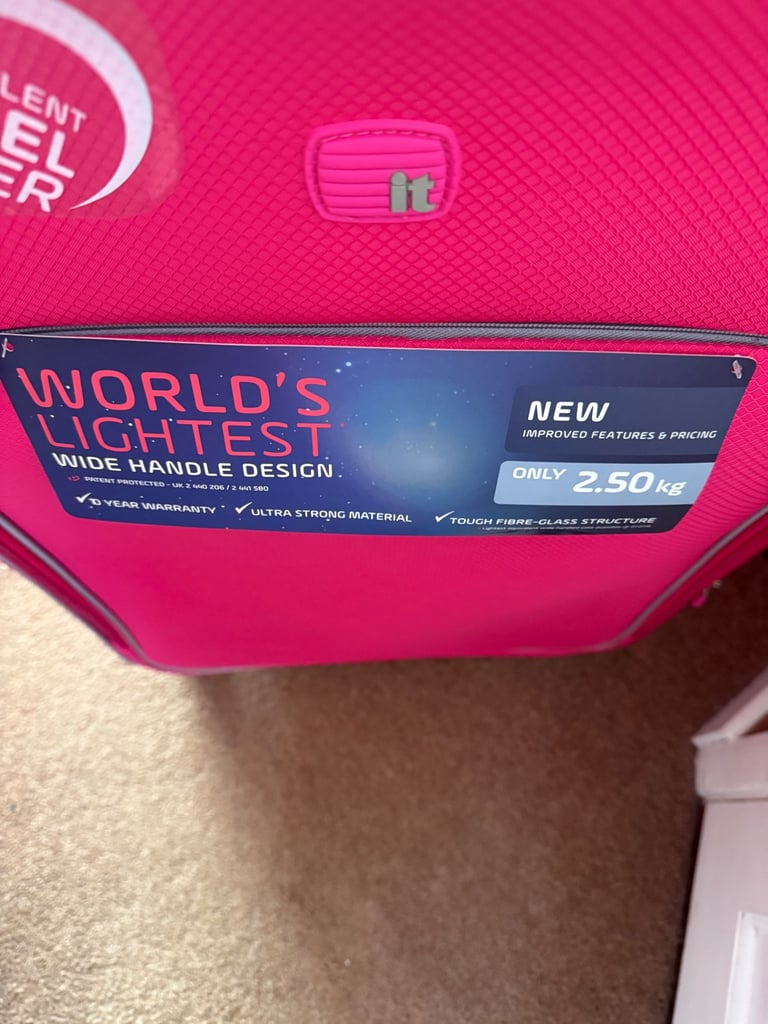 LENT
EL
ER
it
WORLD'S
LIGHTEST
WIDE HANDLE DESIGN
PATENT PROTECTED - UK 2 440 206 / 2 441 580
10 YEAR WARRANTY
ULTRA STRONG MATERIAL
TOUGH FIBRE-GLASS STRUCTURE
NEW
IMPROVED FEATURES & PRICING
ONLY 2.50kg